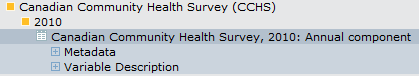 Canadian Community Health Survey (CCHS)
2010
Canadian Community Health Survey, 2010: Annual component
Metadata
Variable Description